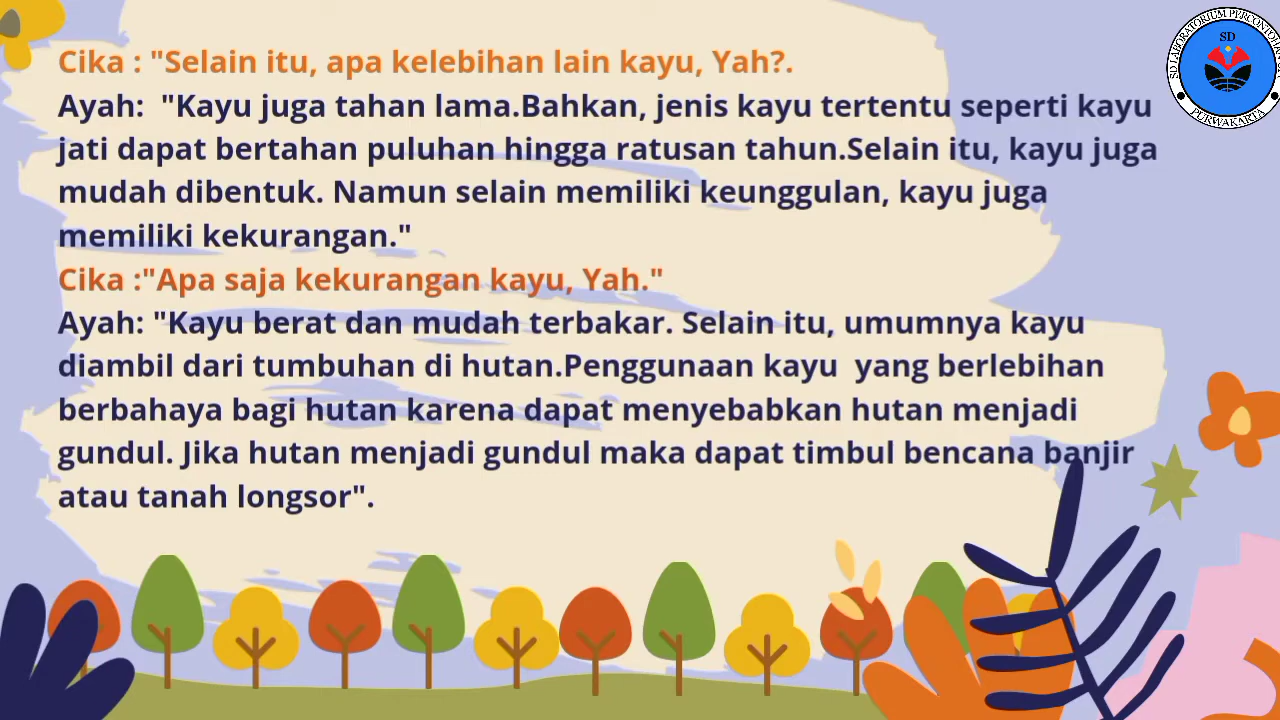 Cika : "Selain itu, apa kelebihan lain kayu, Yah?.
Ayah:  "Kayu juga tahan lama.Bahkan, jenis kayu tertentu seperti kayu
jati dapat bertahan puluhan hingga ratusan tahun.Selain itu, kayu juga
mudah dibentuk. Namun selain memiliki keunggulan, kayu juga
memiliki kekurangan."
Cika :"Apa saja kekurangan kayu, Yah."
Ayah: "Kayu berat dan mudah terbakar. Selain itu, umumnya kayu
diambil dari tumbuhan di hutan.Penggunaan kayu  yang berlebihan
berbahaya bagi hutan karena dapat menyebabkan hutan menjadi
gundul. Jika hutan menjadi gundul maka dapat timbul bencana banjir
atau tanah longsor".
SD LABORATORIUM
SD
PURWAKARTA